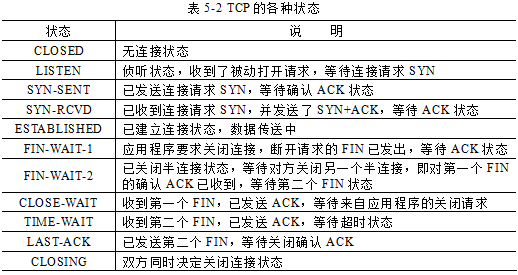 表 5-2 TCP的各种状态
状态 说 明
CLOSED 无连接状态
LISTEN 侦听状态，收到了被动打开请求，等待连接请求 SYN
SYN-SENT 已发送连接请求 SYN，等待确认 ACK 状态
SYN-RCVD 已收到连接请求 SYN，并发送了 SYN+ACK，等待 ACK 状态
ESTABLISHED 已建立连接状态，数据传送中
FIN-WAIT-1 应用程序要求关闭连接，断开请求的 FIN 已发出，等待 ACK 状态
FIN-WAIT-2 已关闭半连接状态，等待对方关闭另一个半连接，即对第一个 FIN
的确认 ACK 已收到，等待第二个 FIN 状态
CLOSE-WAIT 收到第一个 FIN，已发送 ACK，等待来自应用程序的关闭请求
TIME-WAIT 收到第二个 FIN，已发送 ACK，等待超时状态
LAST-ACK 已发送第二个 FIN，等待关闭确认 ACK
CLOSING 双方同时决定关闭连接状态